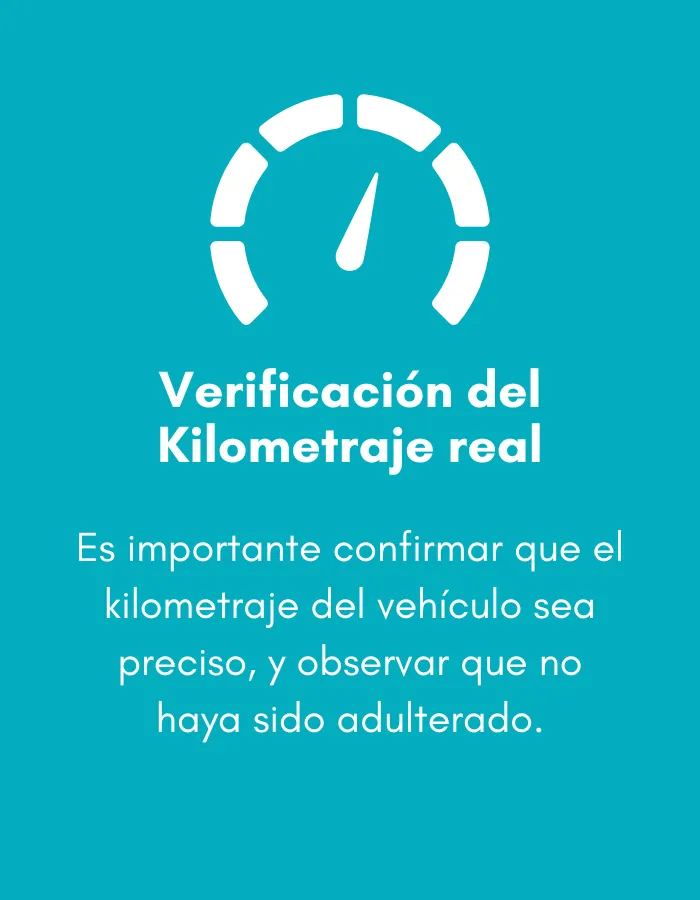 Verificación del
Kilometraje real
Es importante confirmar que el
kilometraje del vehículo sea
preciso, y observar que no
haya sido adulterado.